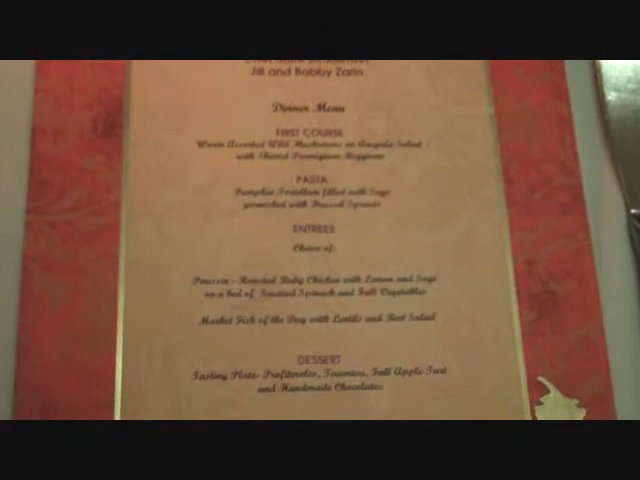 Jill and Bobby Zarin
Dinner Menu
FIRST COURSE
Warm Assorted Wild Mushrooms on Arugula Salad
with Shaved Parmigiano Reggiano
PASTA
Pumpkin Tortelloni filled with Sage
garnished with Braised Sprouts
ENTREES
Choice of:
Poussin - Roasted Baby Chicken with Lemon and Sage
on a bed of Sautéed Spinach and Fall Vegetables
Market Fish of the Day with Lentils and Beet Salad
DESSERT
Tasting Plate- Profiteroles, Tiramisu, Fall Apple Tart
and Handmade Chocolates